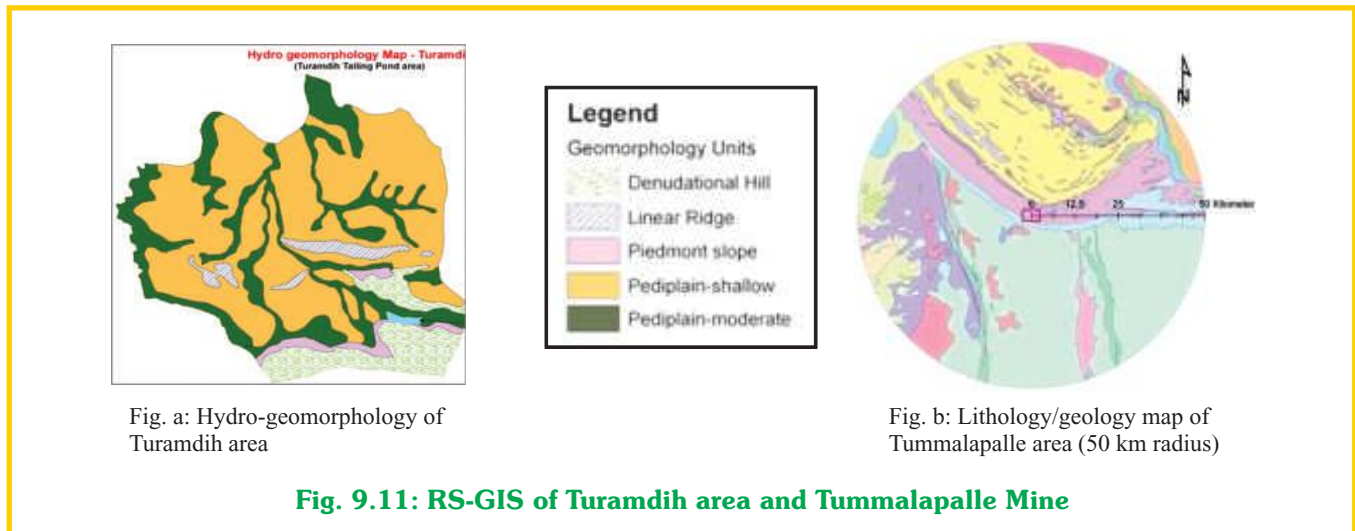 Hydro geomorphology Map - Turamdi
(Turamdih Tailing Pond area)
Legend
Geomorphology Units
Denudational Hill
Linear Ridge
Piedmont slope
Pediplain-shallow
Pediplain-moderate
N
0 12.5 25 50 Kilometer
Fig. a: Hydro-geomorphology of
Turamdih area
Fig. b: Lithology/geology map of
Tummalapalle area (50 km radius)
Fig. 9.11: RS-GIS of Turamdih area and Tummalapalle Mine